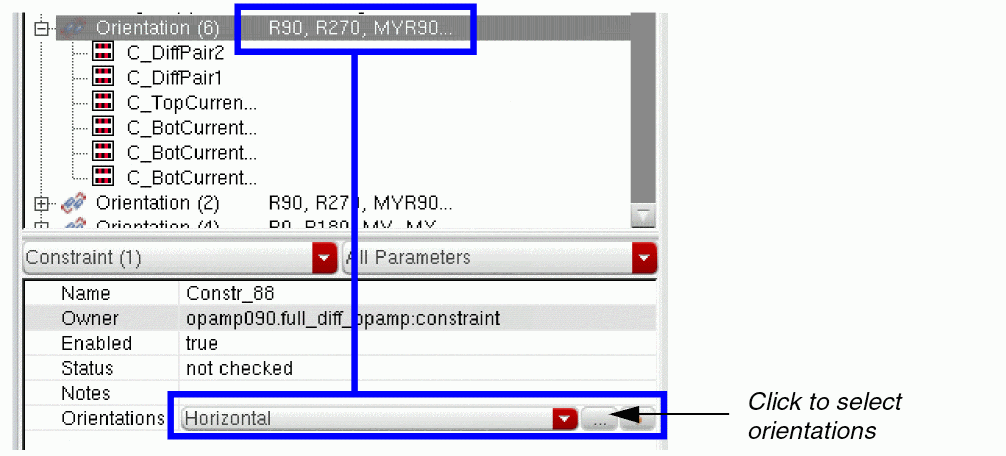 Orientation (6) R90, R270, MYR90...
C_DiffPair2
C_DiffPair1
C_TopCurren...
C_BotCurrent...
C_BotCurrent...
C_BotCurrent...
Orientation (2) R90, R270, MYR90...
Orientation (4) R0, R180, MY, MX...
Constraint (1) All Parameters
Name Constr_88
Owner opamp090.full_diff_opamp:constraint
Enabled true
Status not checked
Notes
Orientations Horizontal ...
Click to select
orientations